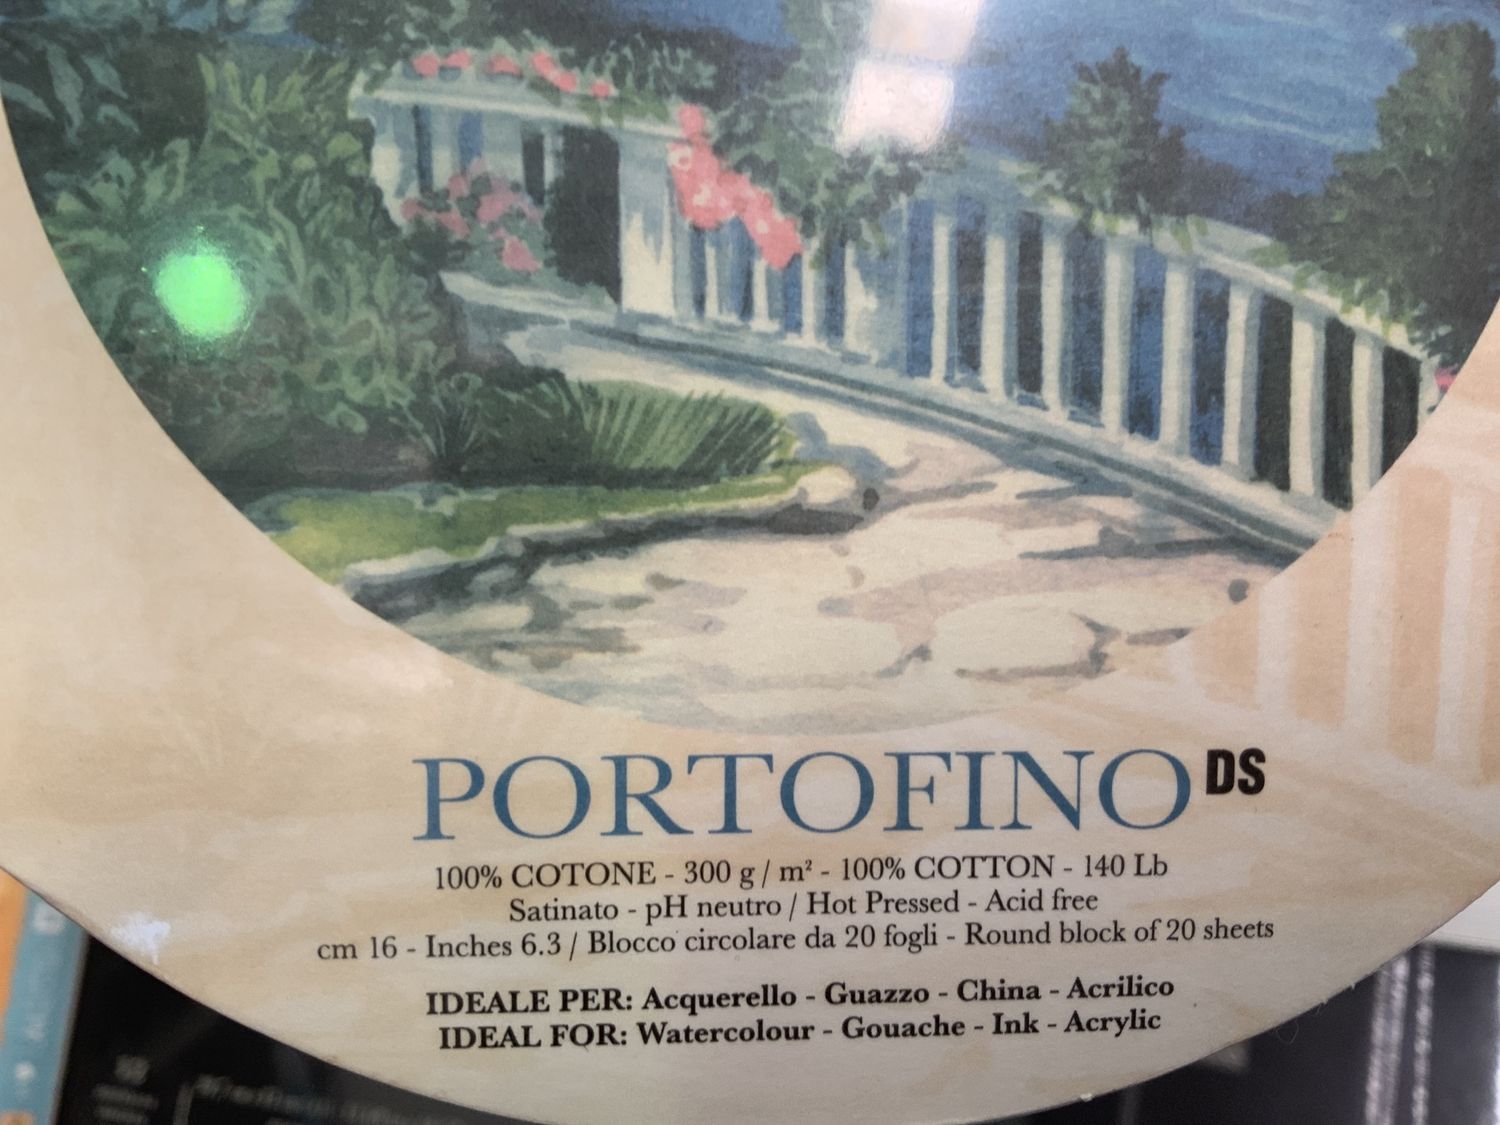 PORTOFINO DS
100% COTONE - 300 g / m² - 100% COTTON - 140 Lb
Satinato - pH neutro / Hot Pressed - Acid free
cm 16 - Inches 6.3 / Blocco circolare da 20 fogli - Round block of 20 sheets
IDEALE PER: Acquerello - Guazzo - China - Acrilico
IDEAL FOR: Watercolour - Gouache - Ink - Acrylic